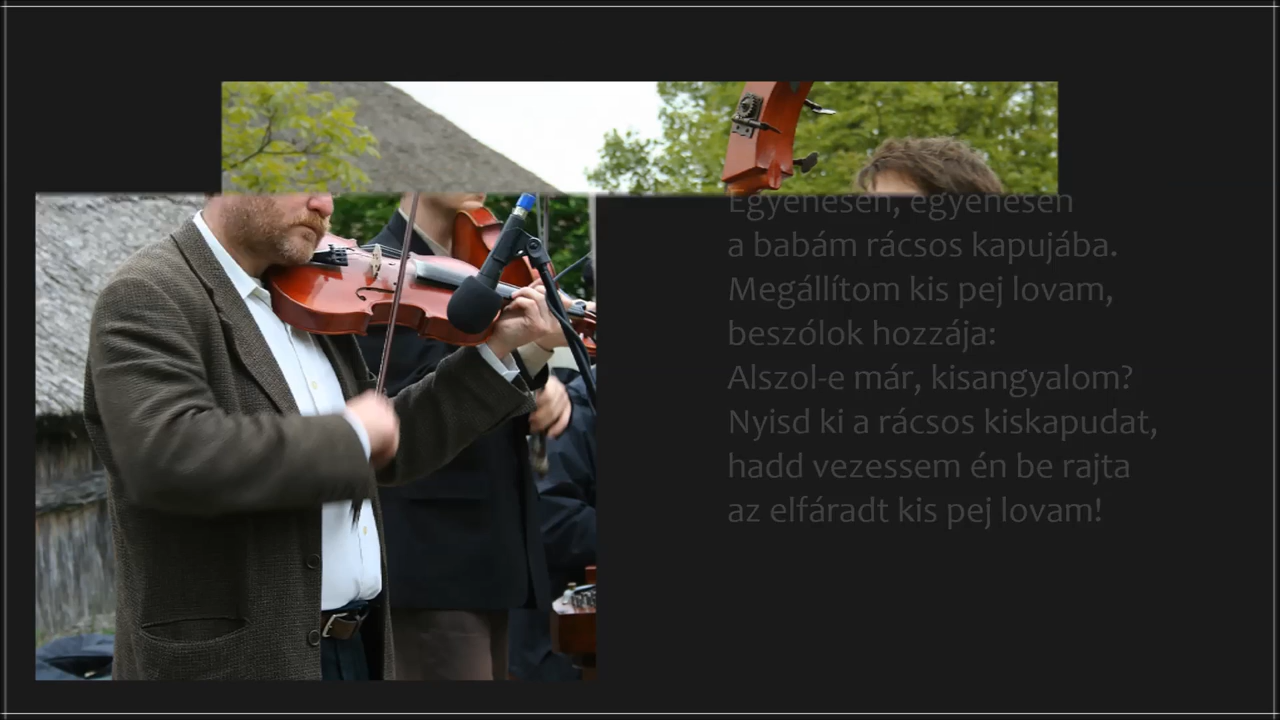 Egyenesen, egyenesen
a babám rácsos kapujába.
Megállítom kis pej lovam,
beszólok hozzája:
Alszol-e már, kisangyalom?
Nyisd ki a rácsos kiskapudat,
hadd vezessem én be rajta
az elfáradt kis pej lovam!